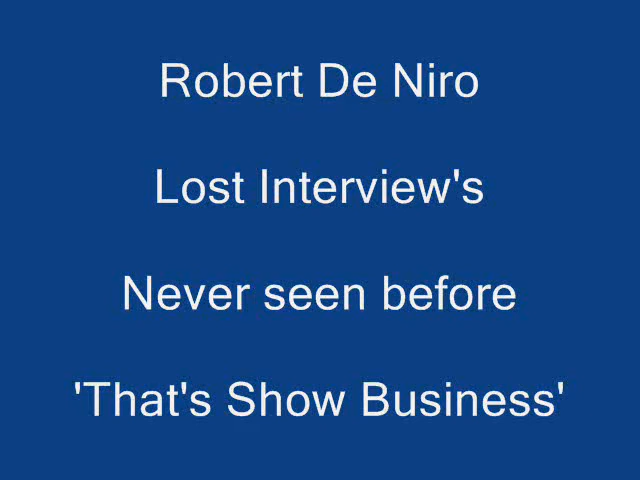 Robert De Niro
Lost Interview's
Never seen before
'That's Show Business'